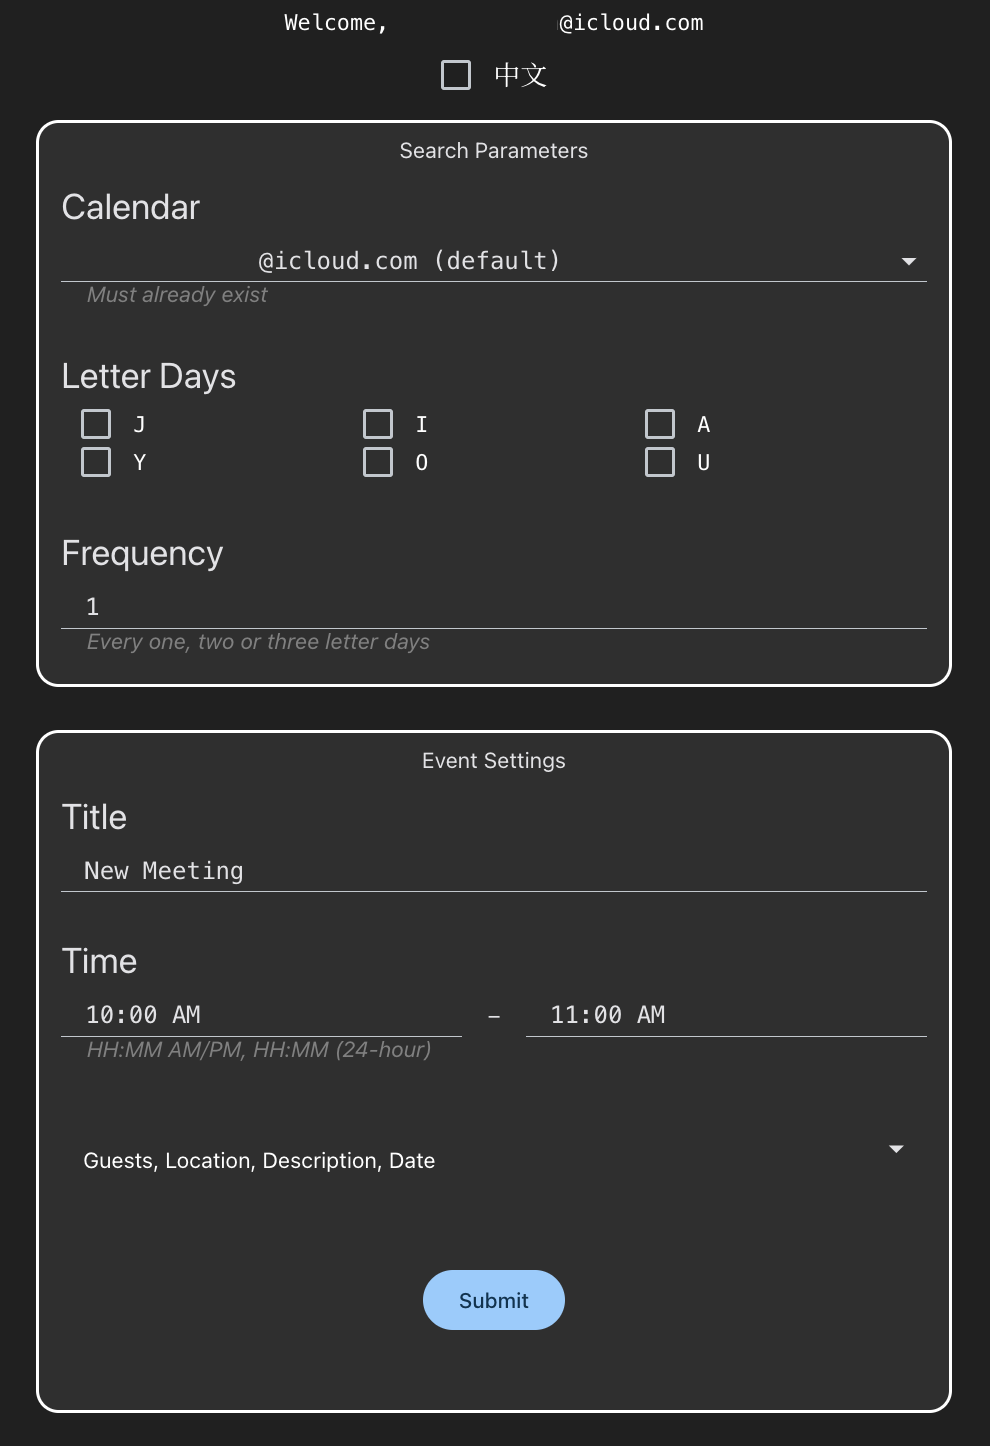 Welcome, @icloud.com
中文
Search Parameters
Calendar
@icloud.com (default)
Must already exist
Letter Days
J I A
Y O U
Frequency
1
Every one, two or three letter days
Event Settings
Title
New Meeting
Time
10:00 AM – 11:00 AM
HH:MM AM/PM, HH:MM (24-hour)
Guests, Location, Description, Date
Submit